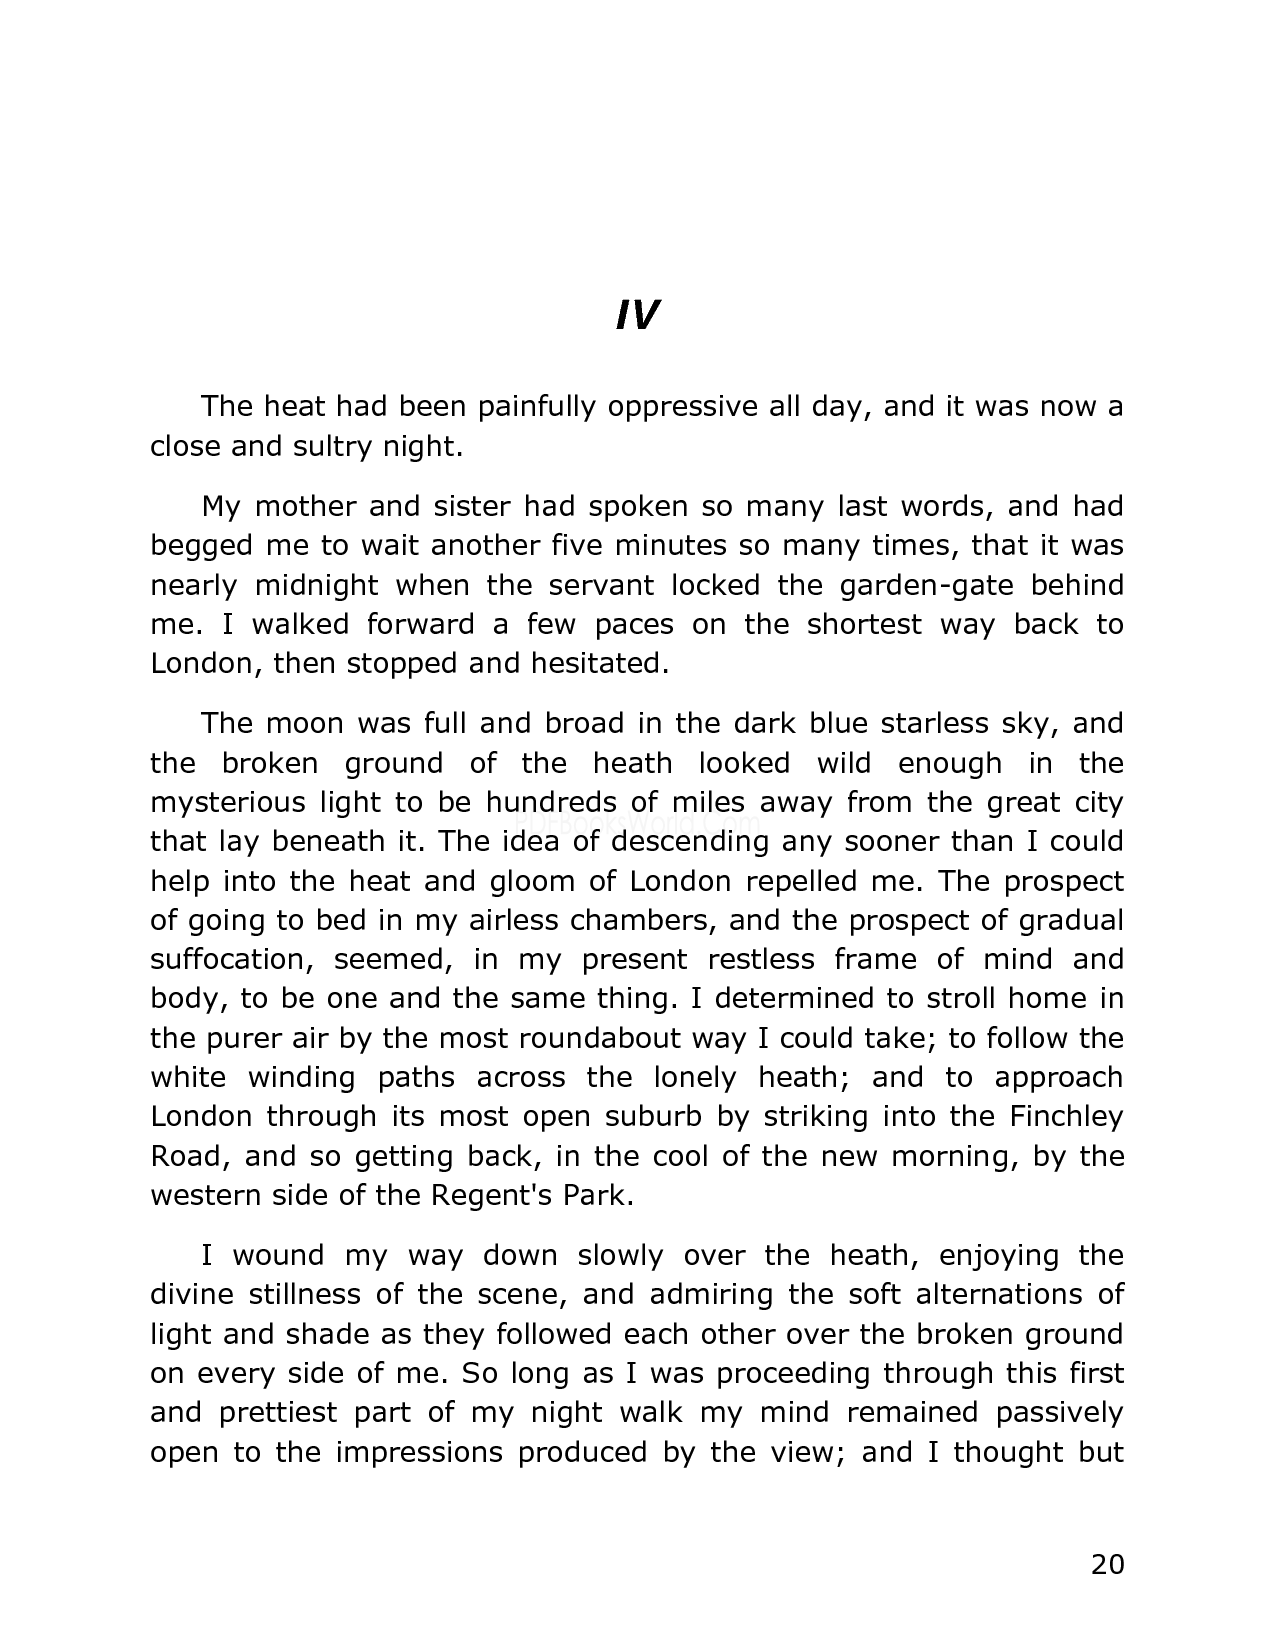 IV
The heat had been painfully oppressive all day, and it was now a
close and sultry night.
My mother and sister had spoken so many last words, and had
begged me to wait another five minutes so many times, that it was
nearly midnight when the servant locked the garden-gate behind
me. I walked forward a few paces on the shortest way back to
London, then stopped and hesitated.
The moon was full and broad in the dark blue starless sky, and
the broken ground of the heath looked wild enough in the
mysterious light to be hundreds of miles away from the great city
that lay beneath it. The idea of descending any sooner than I could
help into the heat and gloom of London repelled me. The prospect
of going to bed in my airless chambers, and the prospect of gradual
suffocation, seemed, in my present restless frame of mind and
body, to be one and the same thing. I determined to stroll home in
the purer air by the most roundabout way I could take; to follow the
white winding paths across the lonely heath; and to approach
London through its most open suburb by striking into the Finchley
Road, and so getting back, in the cool of the new morning, by the
western side of the Regent's Park.
I wound my way down slowly over the heath, enjoying the
divine stillness of the scene, and admiring the soft alternations of
light and shade as they followed each other over the broken ground
on every side of me. So long as I was proceeding through this first
and prettiest part of my night walk my mind remained passively
open to the impressions produced by the view; and I thought but
PDFBooksWorld.Com
20